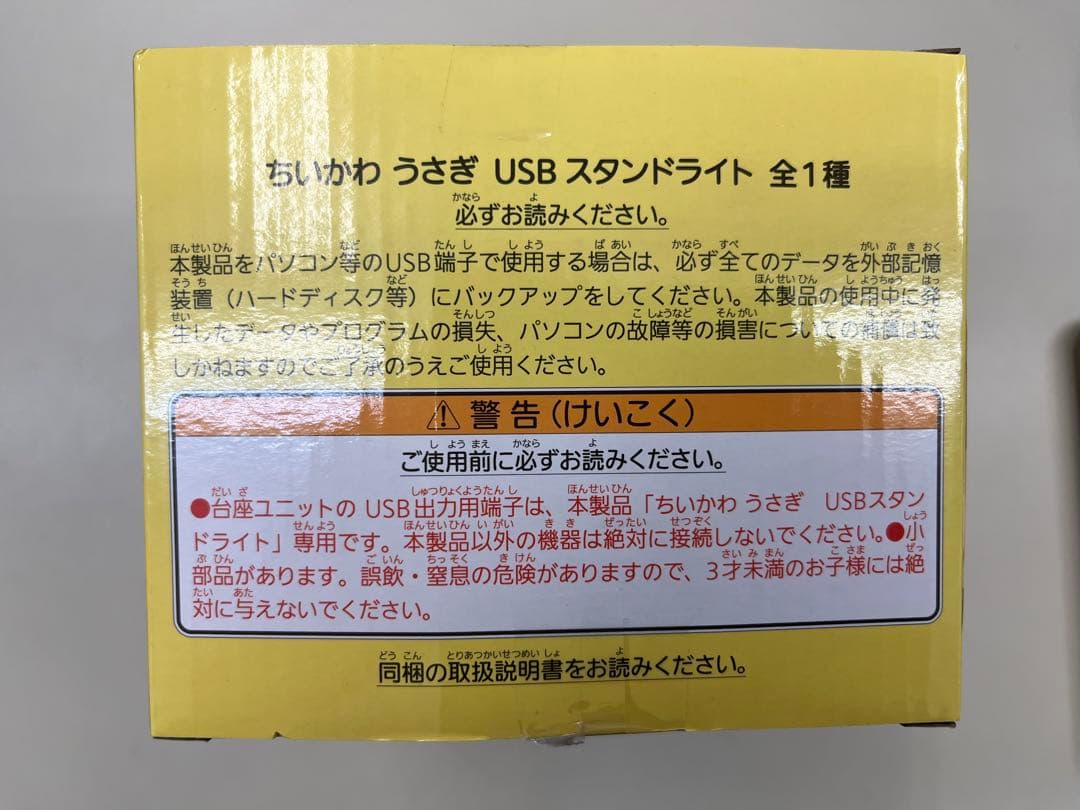 ちいかわ うさぎ USB スタンドライト 全1種
必ずお読みください。
本製品をパソコン等のUSB端子で使用する場合は、必ず全てのデータを外部記憶
装置（ハードディスク等）にバックアップをしてください。本製品の使用中に発
生したデータやプログラムの損失、パソコンの故障等の損害についての補償は致
しかねますのでご了承のうえご使用ください。
⚠ 警告（けいこく）
ご使用前に必ずお読みください。
●台座ユニットの USB 出力用端子は、本製品「ちいかわ うさぎ USBスタン
ドライト」専用です。本製品以外の機器は絶対に接続しないでください。●小
部品があります。誤飲・窒息の危険がありますので、3才未満のお子様には絶
対に与えないでください。
同梱の取扱説明書をお読みください。